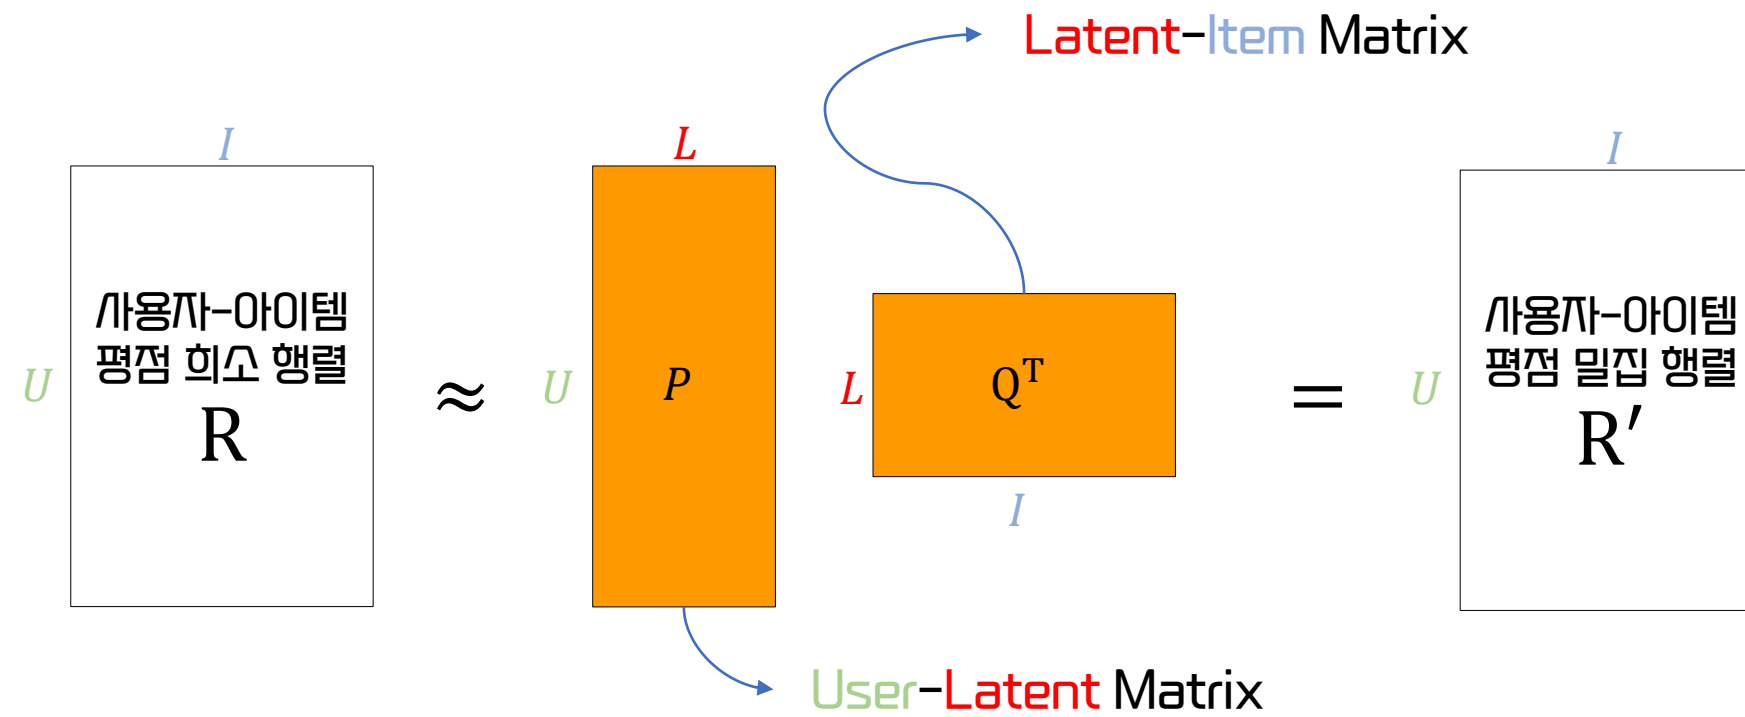 Latent-Item Matrix
I
L
I
사용자-아이템
평점 희소 행렬
R
U
≈
U
P
L
Q^T
I
=
U
사용자-아이템
평점 밀집 행렬
R′
User-Latent Matrix